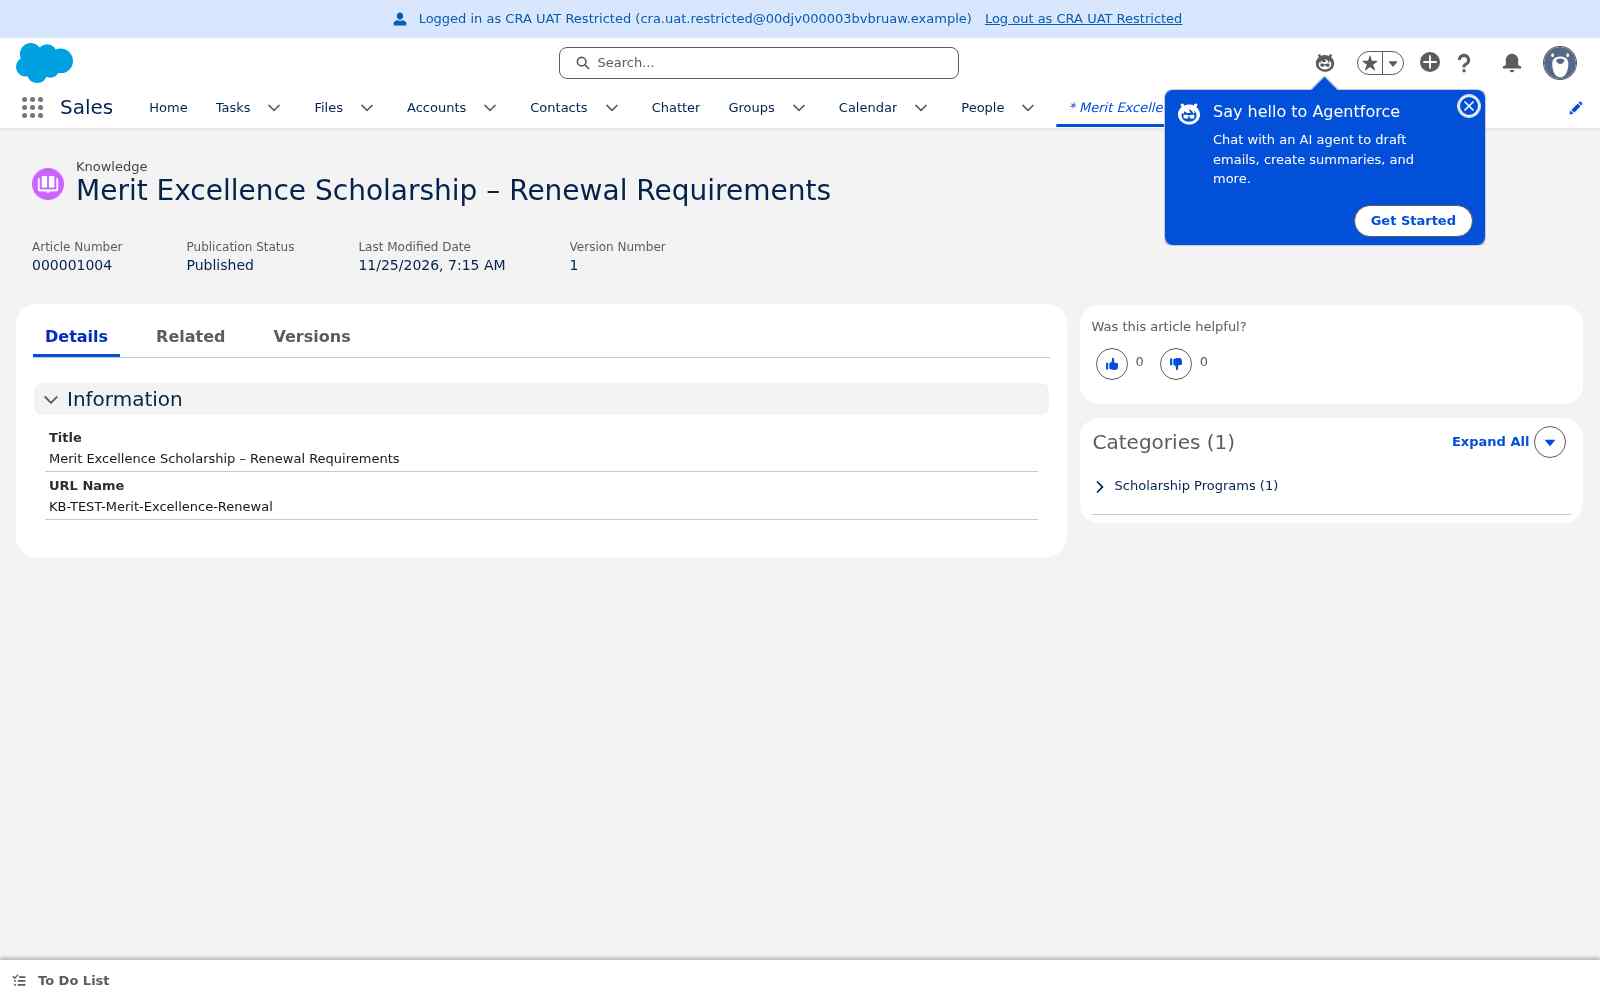 Logged in as CRA UAT Restricted (cra.uat.restricted@00djv000003bvbruaw.example) Log out as CRA UAT Restricted
Search...
Sales Home Tasks Files Accounts Contacts Chatter Groups Calendar People * Merit Excelle
Say hello to Agentforce
Chat with an AI agent to draft
emails, create summaries, and
more.
Get Started
Knowledge
Merit Excellence Scholarship – Renewal Requirements
Article Number Publication Status Last Modified Date Version Number
000001004 Published 11/25/2026, 7:15 AM 1
Details Related Versions
Information
Title
Merit Excellence Scholarship – Renewal Requirements
URL Name
KB-TEST-Merit-Excellence-Renewal
Was this article helpful?
0 0
Categories (1) Expand All
Scholarship Programs (1)
To Do List